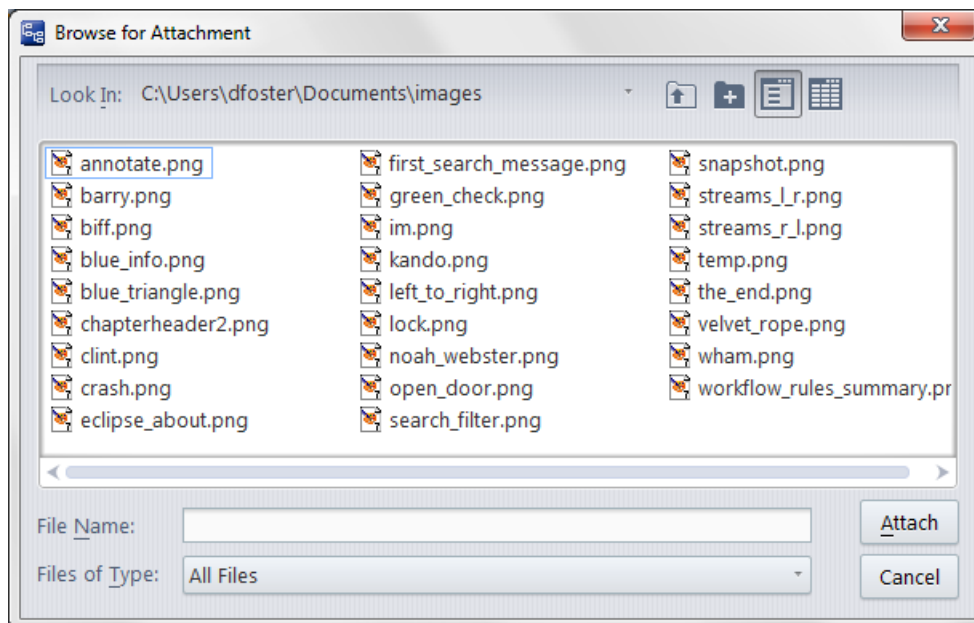 Browse for Attachment
Look In: C:\Users\dfoster\Documents\images
annotate.png
barry.png
biff.png
blue_info.png
blue_triangle.png
chapterheader2.png
clint.png
crash.png
eclipse_about.png
first_search_message.png
green_check.png
im.png
kando.png
left_to_right.png
lock.png
noah_webster.png
open_door.png
search_filter.png
snapshot.png
streams_l_r.png
streams_r_l.png
temp.png
the_end.png
velvet_rope.png
wham.png
workflow_rules_summary.pr
File Name:
Attach
Files of Type: All Files
Cancel